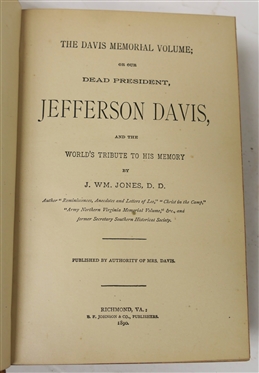 THE DAVIS MEMORIAL VOLUME;
OR OUR
DEAD PRESIDENT,
JEFFERSON DAVIS,
AND THE
WORLD'S TRIBUTE TO HIS MEMORY
BY
J. WM. JONES, D. D.
Author "Reminiscences, Anecdotes and Letters of Lee," "Christ in the Camp,"
"Army Northern Virginia Memorial Volume," &c., and
former Secretary Southern Historical Society.
PUBLISHED BY AUTHORITY OF MRS. DAVIS.
RICHMOND, VA.:
B. F. JOHNSON & CO., PUBLISHERS.
1890.